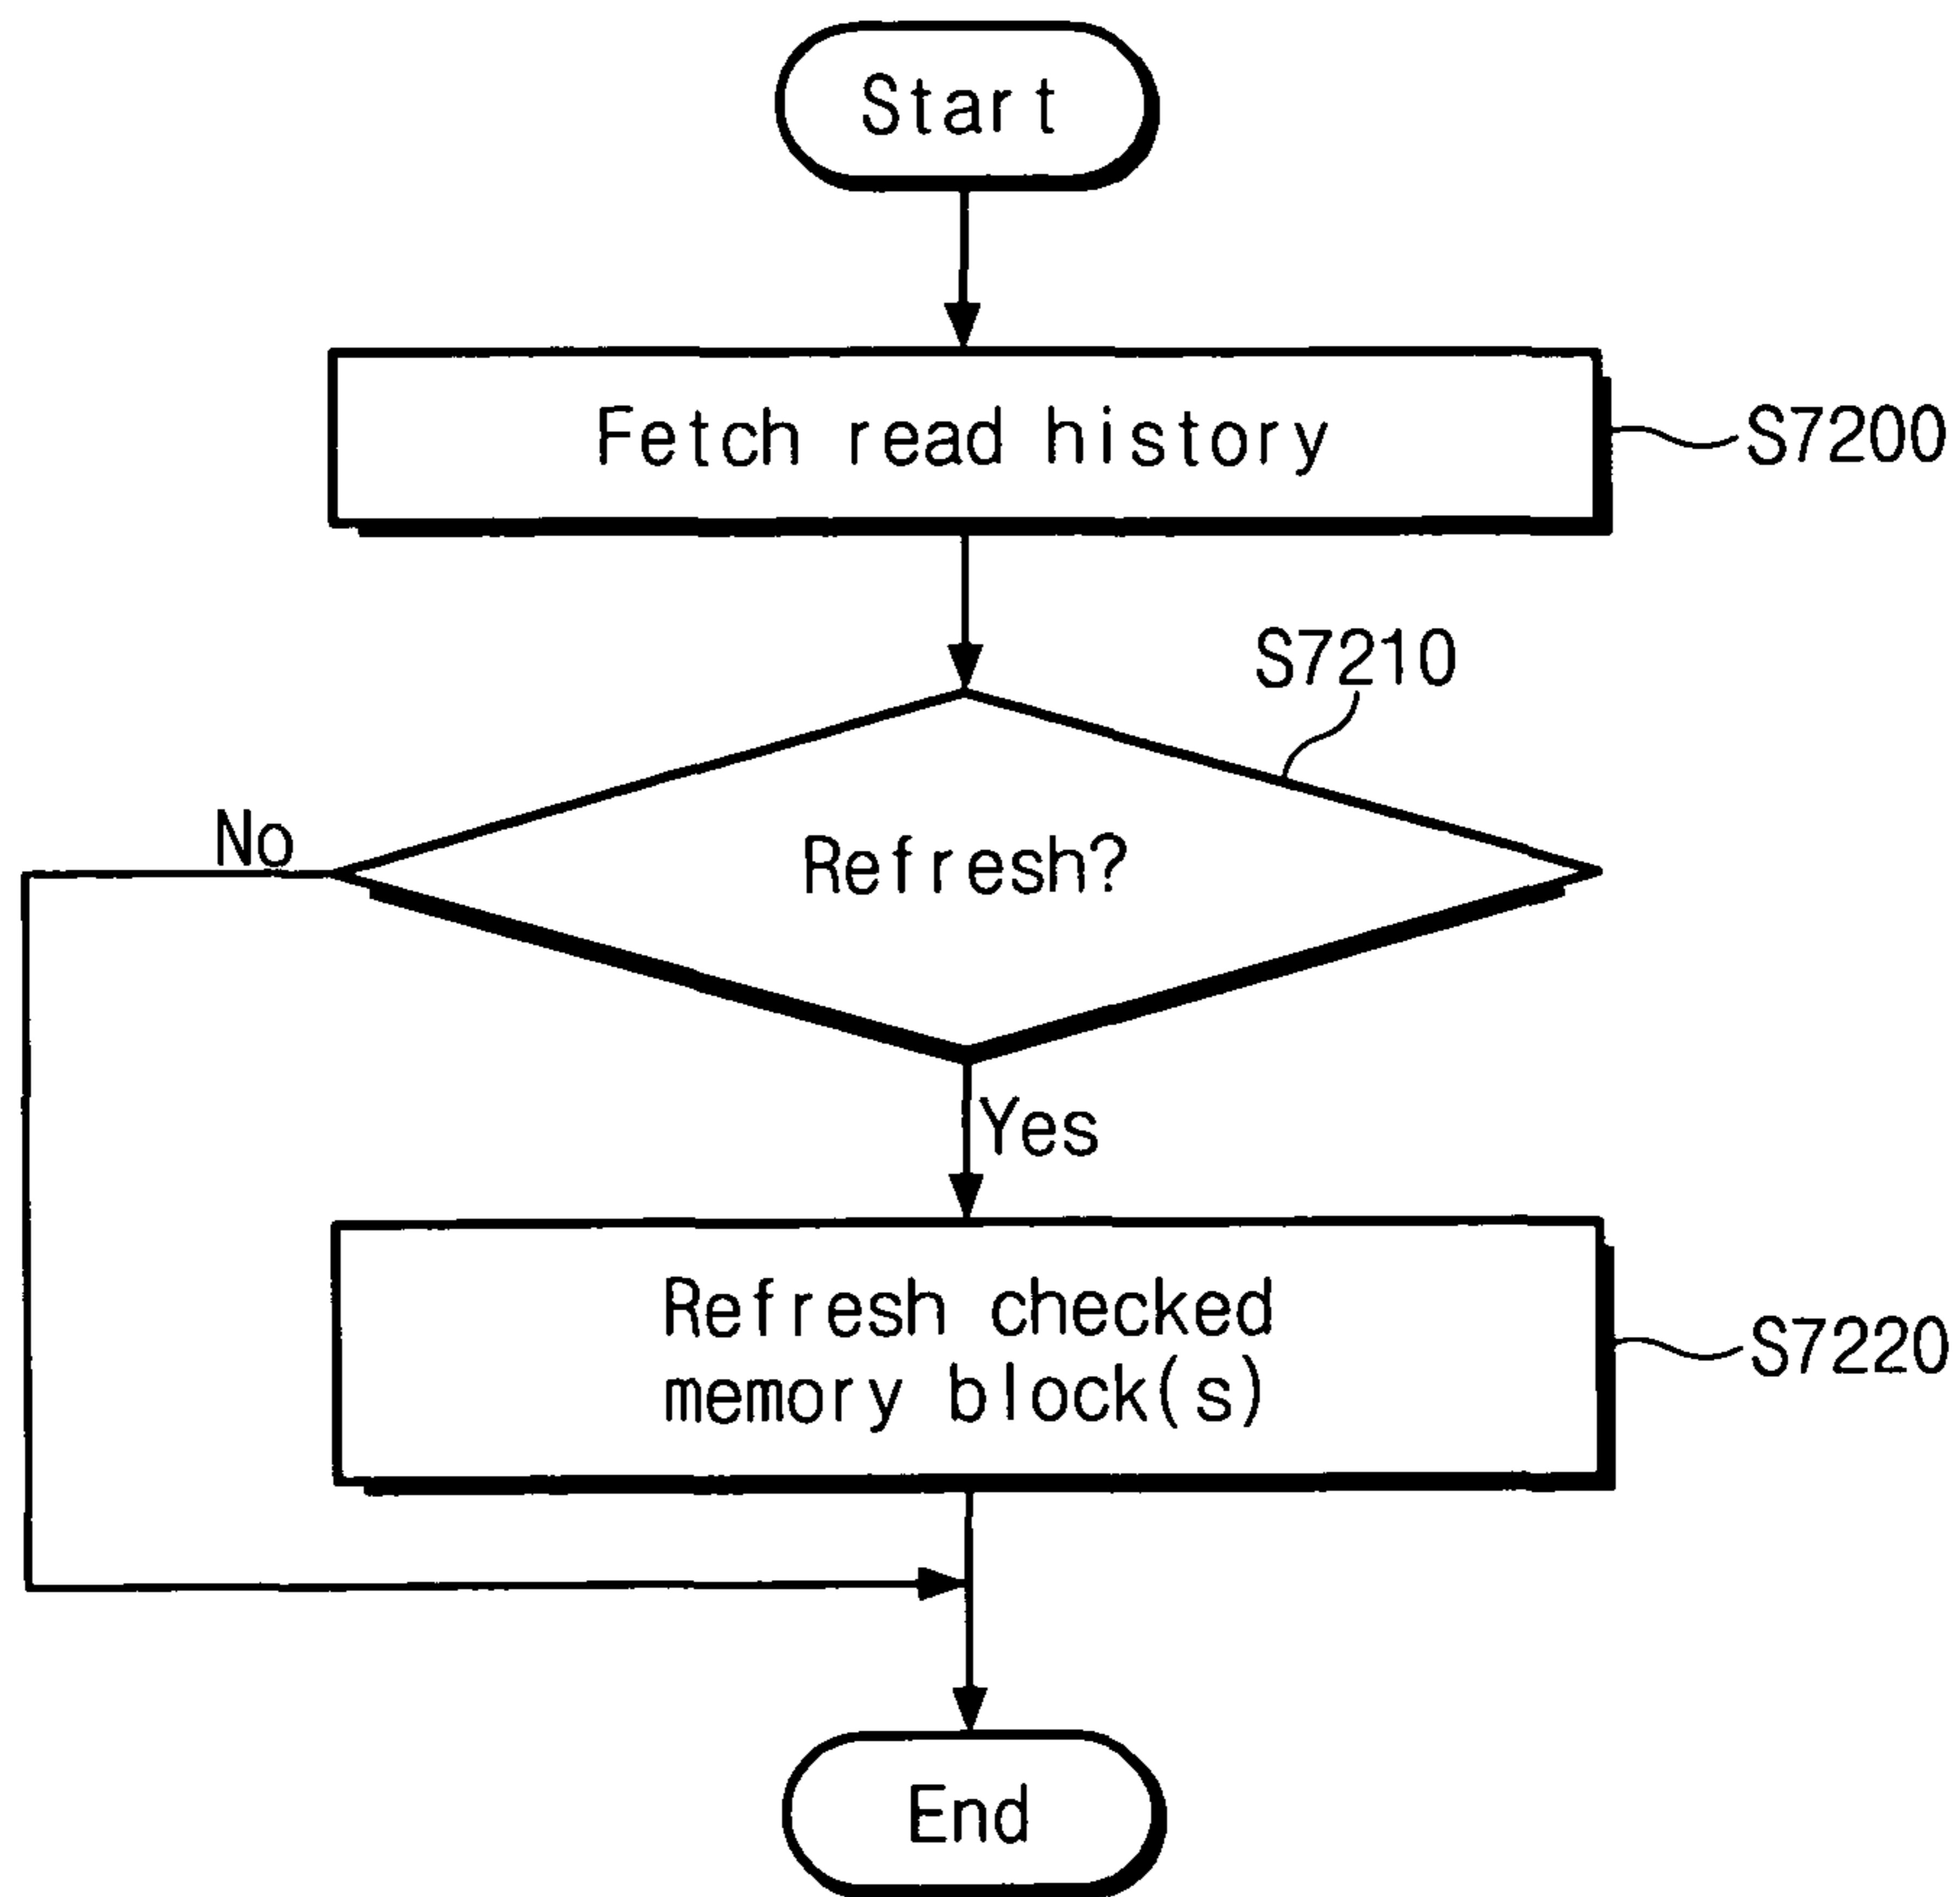 Start
Fetch read history
S7200
S7210
No
Refresh?
Yes
Refresh checked
memory block(s)
S7220
End